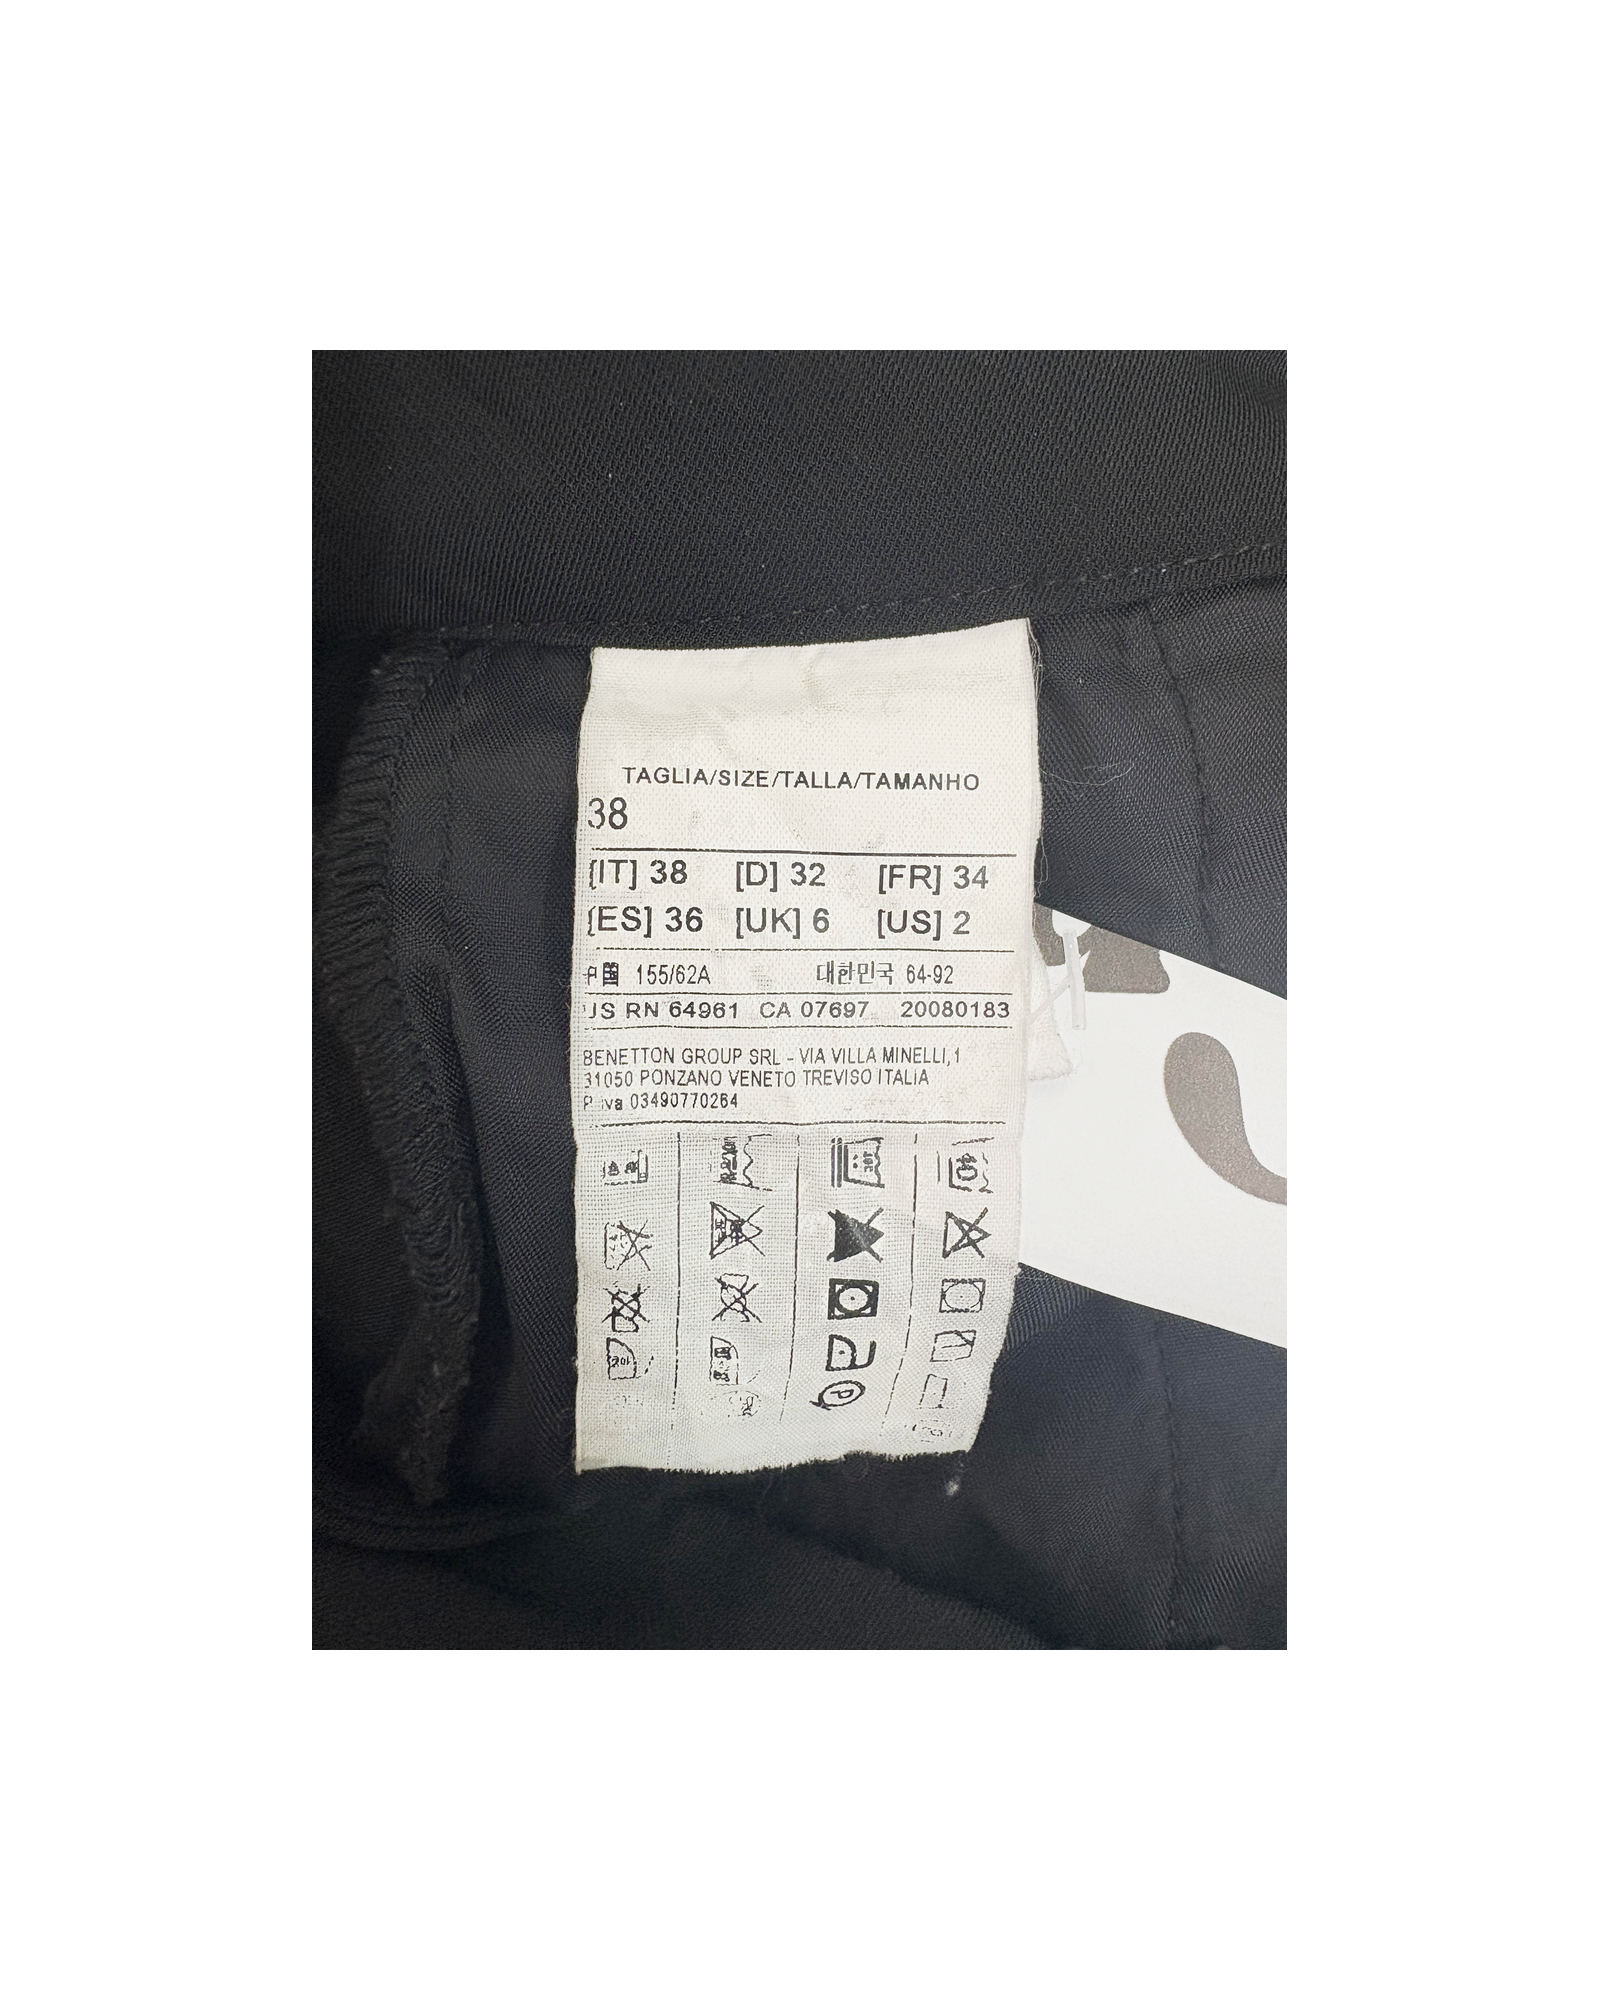 TAGLIA/SIZE/TALLA/TAMANHO
38
[IT] 38 [D] 32 [FR] 34
[ES] 36 [UK] 6 [US] 2
中国 155/62A 대한민국 64-92
US RN 64961 CA 07697 20080183
BENETTON GROUP SRL - VIA VILLA MINELLI,1
31050 PONZANO VENETO TREVISO ITALIA
P. iva 03490770264
P